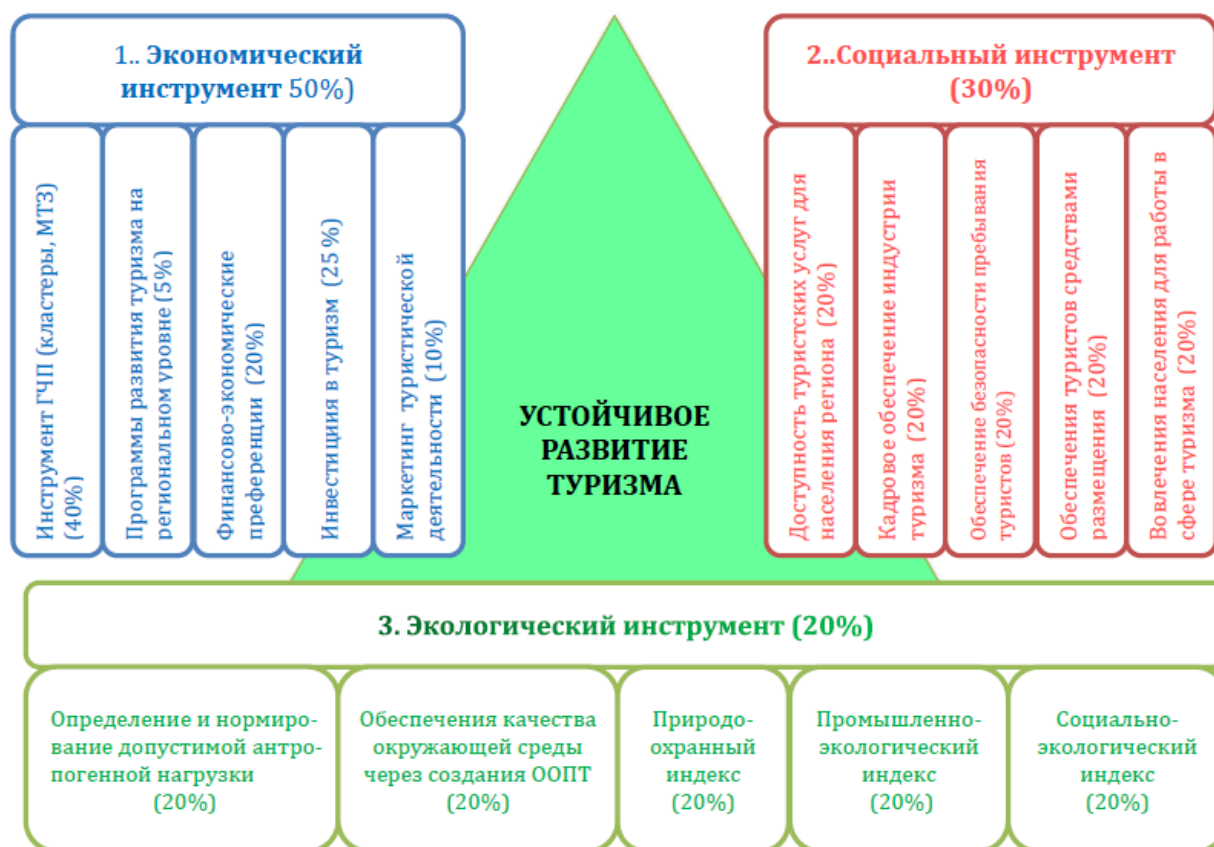 1.. Экономический
инструмент 50%)
Инструмент ГЧП (кластеры, МТЗ)
(40%)
Программы развития туризма на
региональном уровне (5%)
Финансово-экономические
преференции (20%)
Инвестициия в туризм (25%)
Маркетинг туристической
деятельности (10%)
2..Социальный инструмент
(30%)
Доступность туристских услуг для
населения региона (20%)
Кадровое обеспечение индустрии
туризма (20%)
Обеспечение безопасности пребывания
туристов (20%)
Обеспечения туристов средствами
размещения (20%)
Вовлечения населения для работы в
сфере туризма (20%)
УСТОЙЧИВОЕ
РАЗВИТИЕ
ТУРИЗМА
3. Экологический инструмент (20%)
Определение и нормиро-
вание допустимой антро-
погенной нагрузки
(20%)
Обеспечения качества
окружающей среды
через создания ООПТ
(20%)
Природо-
охранный
индекс
(20%)
Промышленно-
экологический
индекс
(20%)
Социально-
экологический
индекс
(20%)